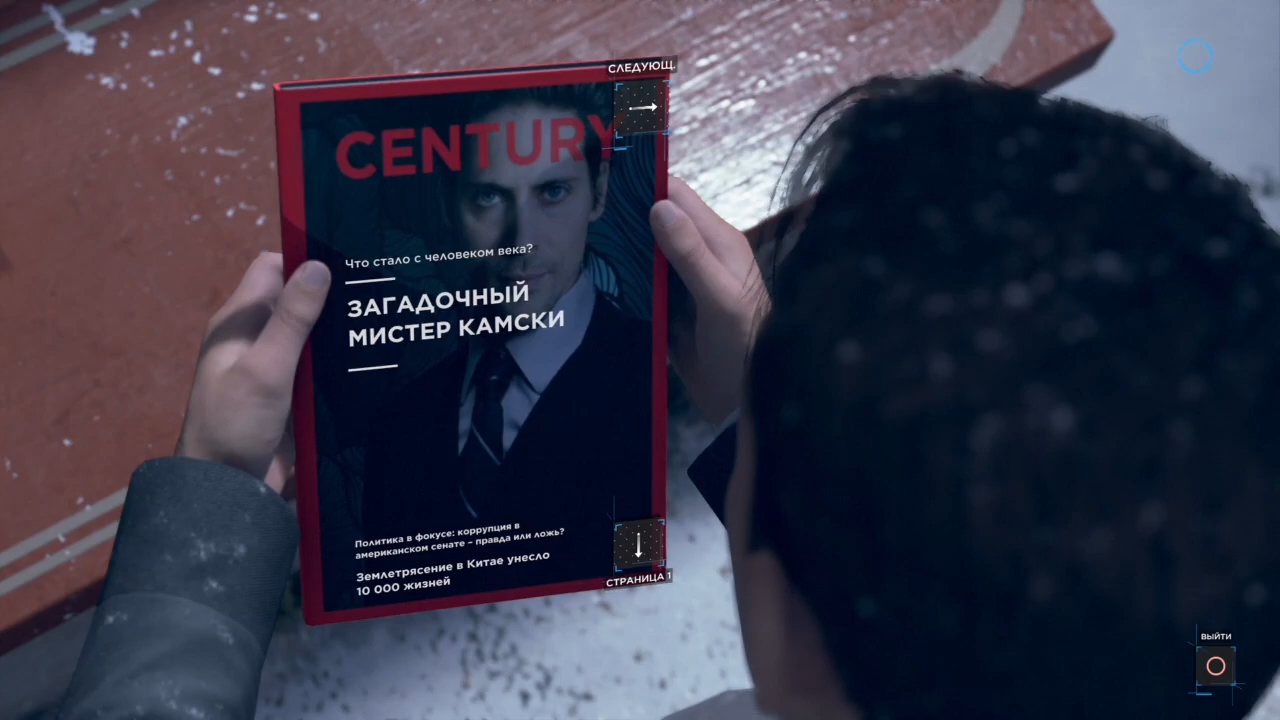 СЛЕДУЮЩ.
CENTURY
Что стало с человеком века?
ЗАГАДОЧНЫЙ
МИСТЕР КАМСКИ
Политика в фокусе: коррупция в
американском сенате – правда или ложь?
Землетрясение в Китае унесло
10 000 жизней
СТРАНИЦА 1
ВЫЙТИ